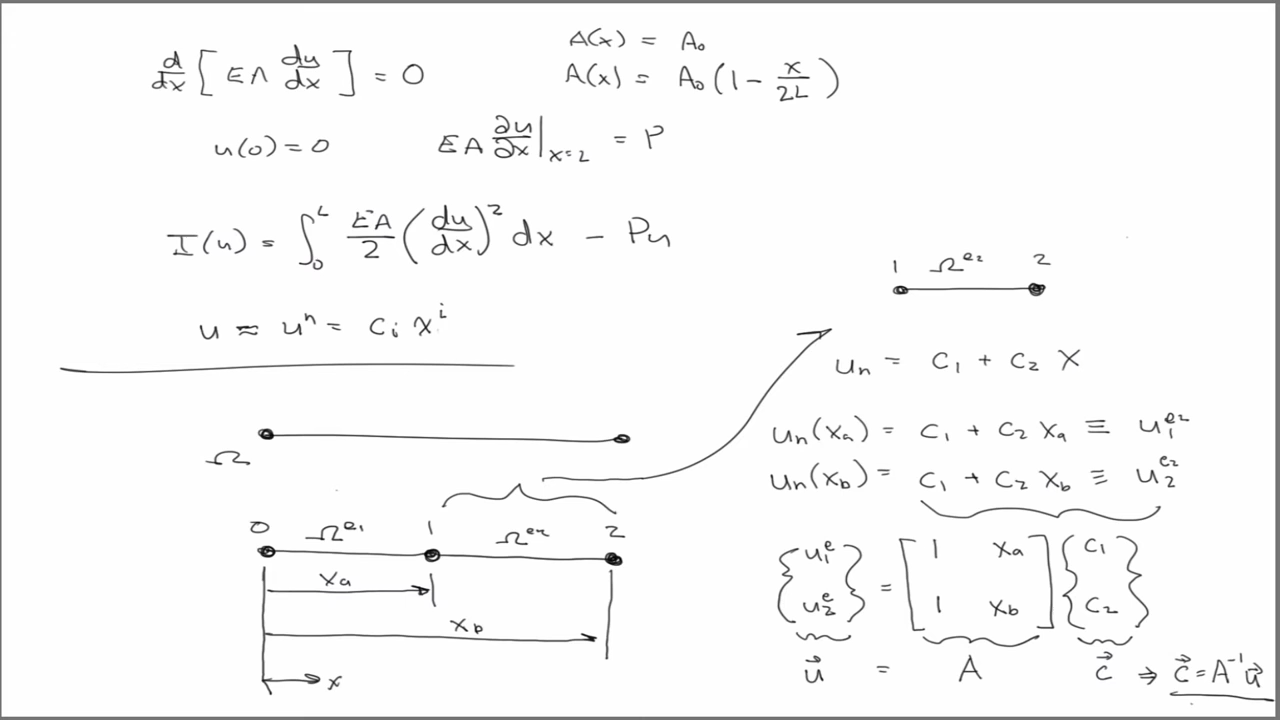 d/dx [ EA du/dx ] = 0
A(x) = A₀
A(x) = A₀ (1 - x/2L)
u(0) = 0
EA ∂u/∂x |ₓ₌₂ = P
I(u) = ∫₀ᴸ EA/2 (du/dx)² dx - Pu
u ≈ uⁿ = cᵢ xⁱ
Ω
0 Ωᵉ¹ 1 Ωᵉ² 2
xₐ
x_b
x
1 Ωᵉ² 2
uₙ = c₁ + c₂ x
uₙ(xₐ) = c₁ + c₂ xₐ ≡ u₁ᵉ²
uₙ(x_b) = c₁ + c₂ x_b ≡ u₂ᵉ²
{u₁ᵉ u₂ᵉ} = [1 xₐ 1 x_b] {c₁ c₂}
u⃗ = A c⃗ ⇒ c⃗ = A⁻¹u⃗